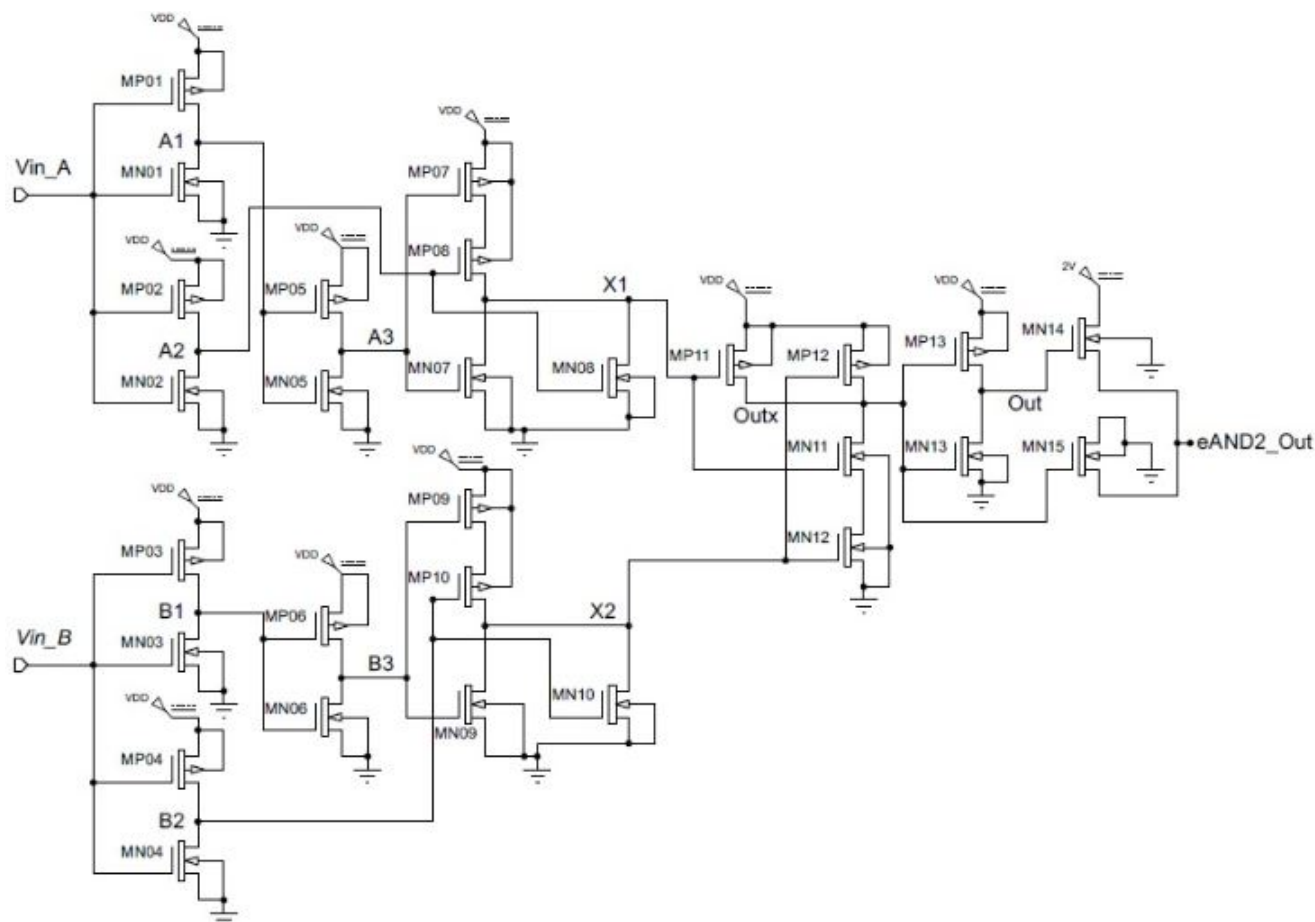 VDD
MP01
A1
Vin_A
MN01
VDD
MP02
A2
MN02
VDD
MP05
A3
MN05
VDD
MP07
MP08
X1
MN07
MN08
VDD
MP11
MP12
Outx
MN11
MN12
VDD
MP13
Out
MN13
2V
MN14
MN15
eAND2_Out
VDD
MP03
B1
Vin_B
MN03
VDD
MP04
B2
MN04
VDD
MP06
B3
MN06
VDD
MP09
MP10
X2
MN09
MN10